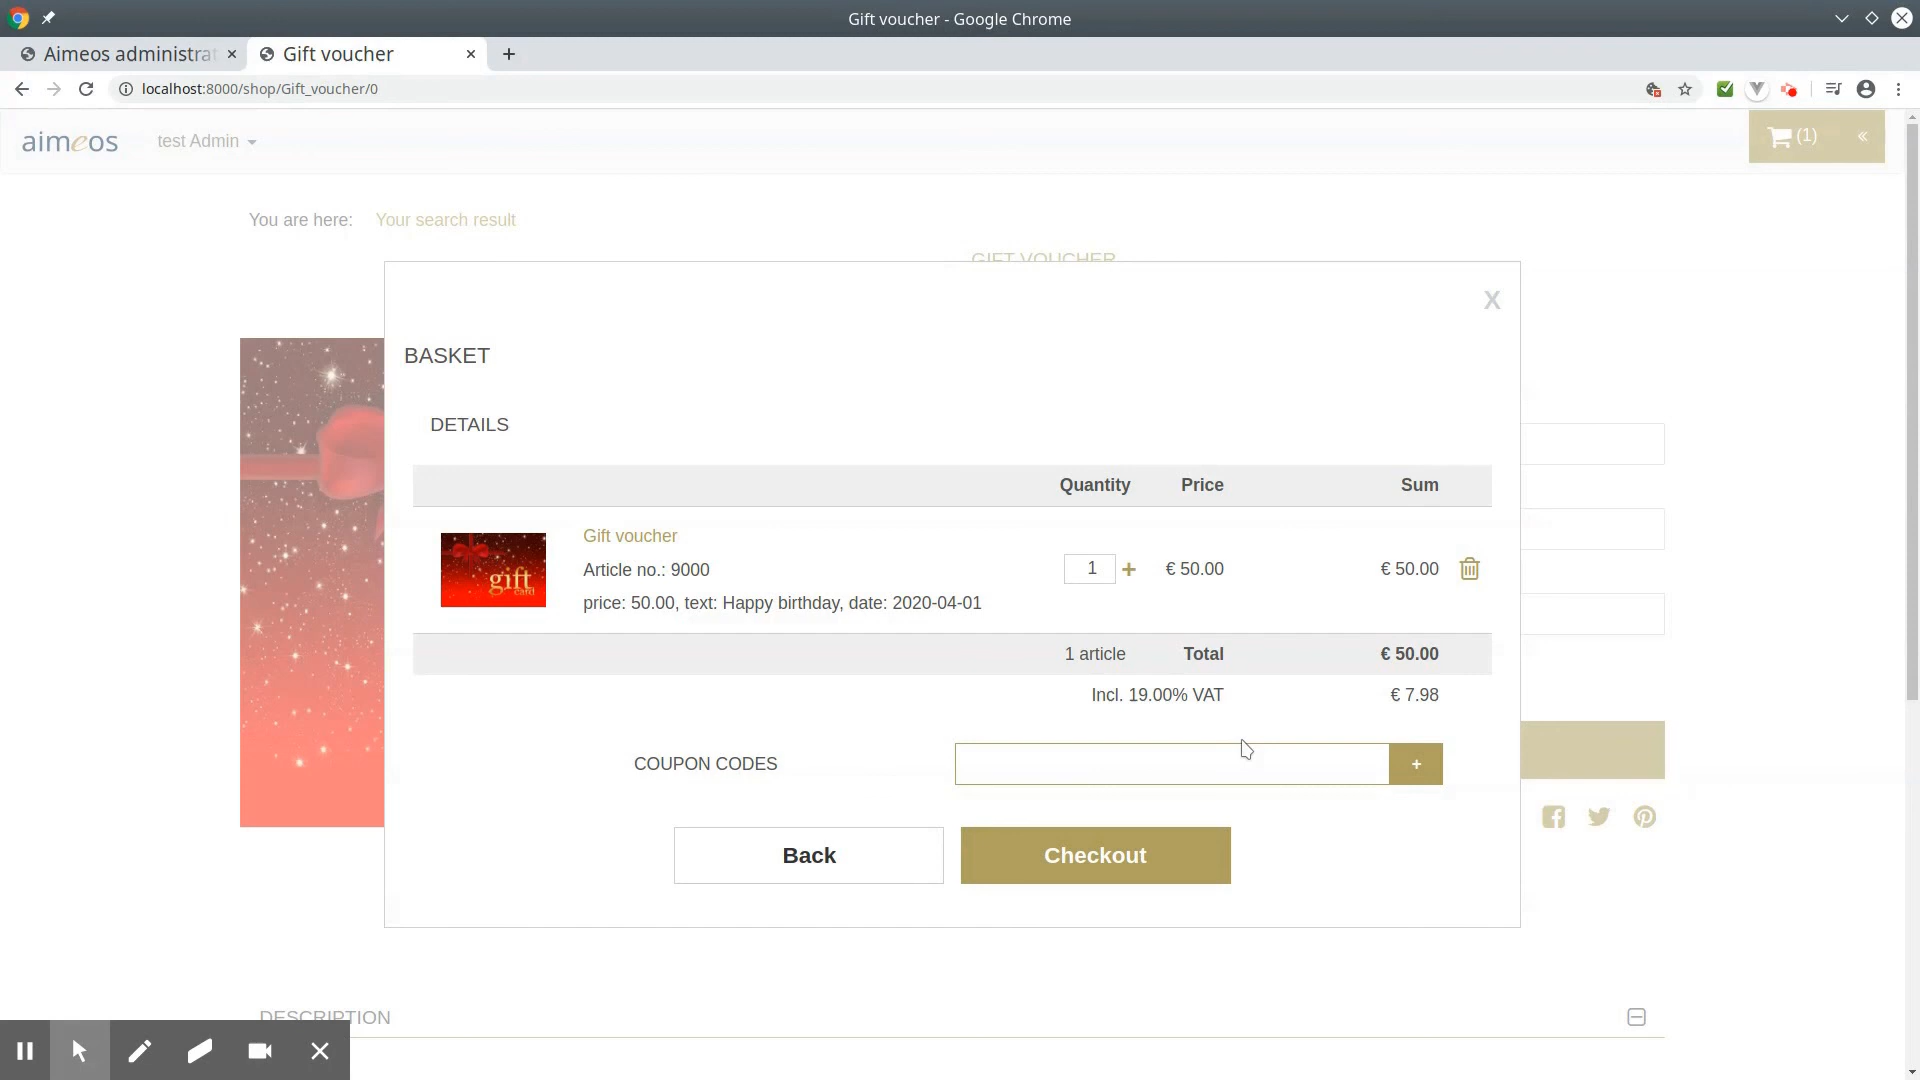 Gift voucher - Google Chrome
Aimeos administrat
Gift voucher
localhost:8000/shop/Gift_voucher/0
aimeos
test Admin
(1)
«
You are here: Your search result
GIFT VOUCHER
X
BASKET
DETAILS
Quantity Price Sum
Gift voucher
gift
card
Article no.: 9000
1 + € 50.00 € 50.00
price: 50.00, text: Happy birthday, date: 2020-04-01
1 article Total € 50.00
Incl. 19.00% VAT € 7.98
COUPON CODES +
Back Checkout
DESCRIPTION